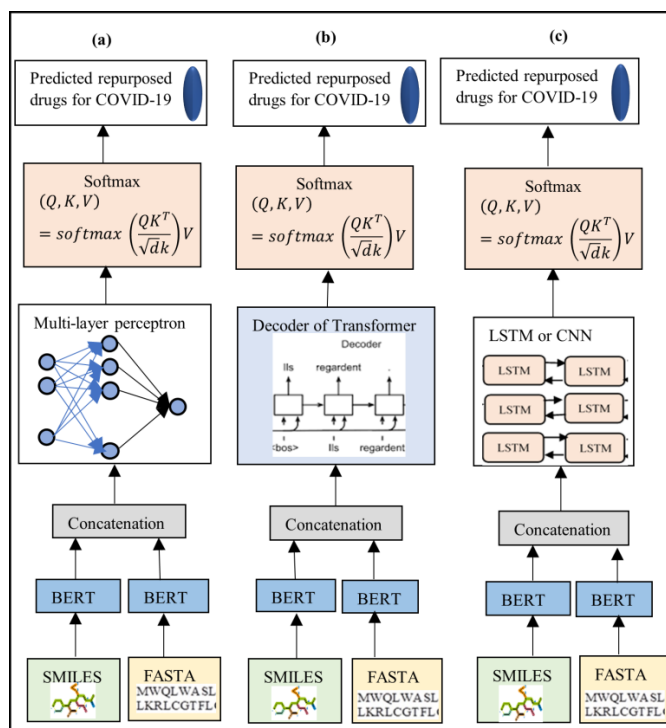 (a)
Predicted repurposed
drugs for COVID-19
Softmax
(Q, K, V)
= softmax (QK^T / √dk) V
Multi-layer perceptron
Concatenation
BERT BERT
SMILES FASTA
MWQLWASL
LKRLCGTFL
(b)
Predicted repurposed
drugs for COVID-19
Softmax
(Q, K, V)
= softmax (QK^T / √dk) V
Decoder of Transformer
Decoder
lls regardent .
<bos> lls regardent
Concatenation
BERT BERT
SMILES FASTA
MWQLWASL
LKRLCGTFL
(c)
Predicted repurposed
drugs for COVID-19
Softmax
(Q, K, V)
= softmax (QK^T / √dk) V
LSTM or CNN
LSTM LSTM
LSTM LSTM
LSTM LSTM
Concatenation
BERT BERT
SMILES FASTA
MWQLWASL
LKRLCGTFL